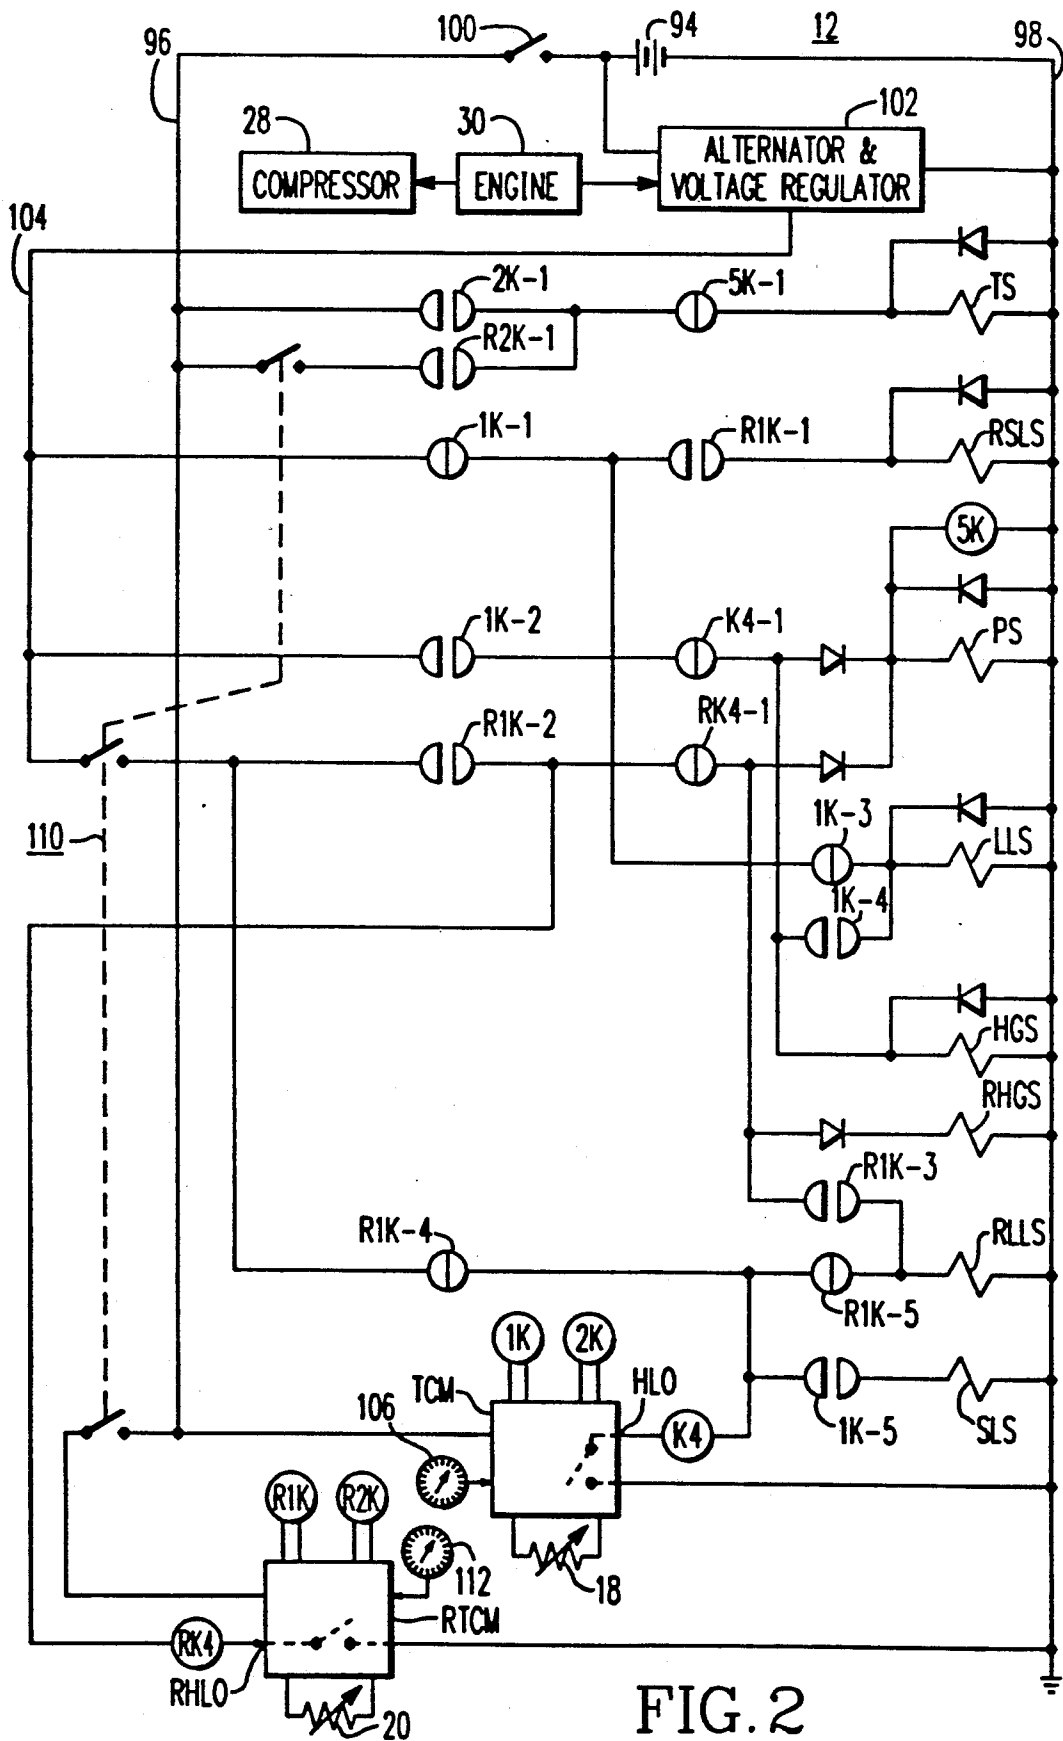 100
94
12
98
96
28
30
102
COMPRESSOR
ENGINE
ALTERNATOR &
VOLTAGE REGULATOR
104
2K-1
5K-1
TS
R2K-1
1K-1
R1K-1
RSLS
5K
1K-2
K4-1
PS
R1K-2
RK4-1
110
1K-3
LLS
1K-4
HGS
RHGS
R1K-3
R1K-4
RLLS
R1K-5
1K
2K
TCM
HLO
106
K4
1K-5
SLS
R1K
R2K
112
18
RTCM
RK4
RHLO
20
FIG. 2